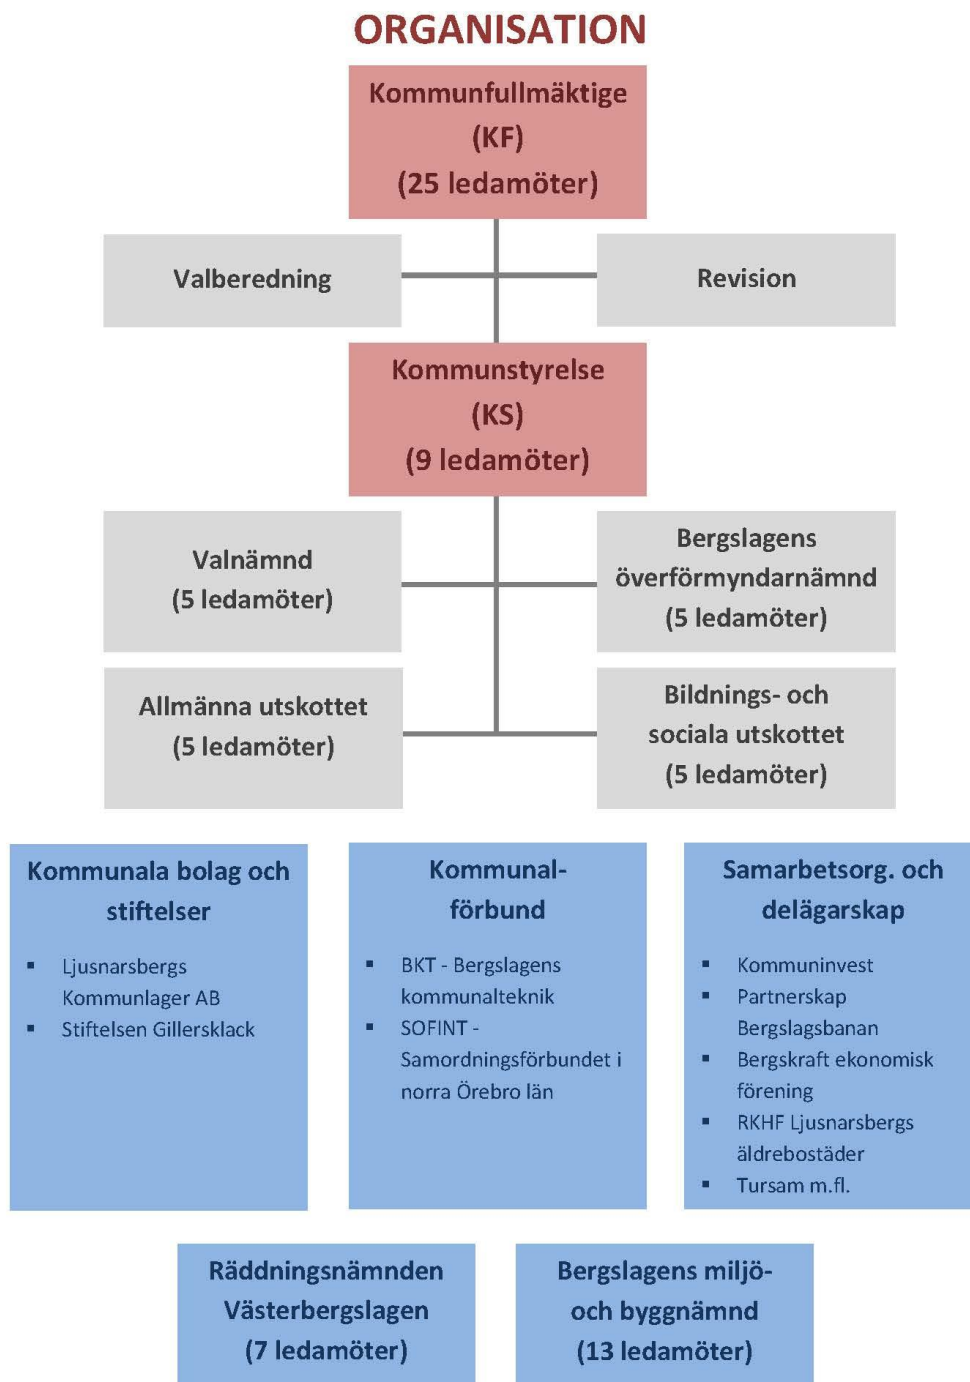 ORGANISATION
Kommunfullmäktige
(KF)
(25 ledamöter)
Valberedning
Revision
Kommunstyrelse
(KS)
(9 ledamöter)
Valnämnd
(5 ledamöter)
Bergslagens
överförmyndarnämnd
(5 ledamöter)
Allmänna utskottet
(5 ledamöter)
Bildnings- och
sociala utskottet
(5 ledamöter)
Kommunala bolag och
stiftelser
▪ Ljusnarsbergs
Kommunlager AB
▪ Stiftelsen Gillersklack
Kommunal-
förbund
▪ BKT - Bergslagens
kommunalteknik
▪ SOFINT -
Samordningsförbundet i
norra Örebro län
Samarbetsorg. och
delägarskap
▪ Kommuninvest
▪ Partnerskap
Bergslagsbanan
▪ Bergskraft ekonomisk
förening
▪ RKHF Ljusnarsbergs
äldrebostäder
▪ Tursam m.fl.
Räddningsnämnden
Västerbergslagen
(7 ledamöter)
Bergslagens miljö-
och byggnämnd
(13 ledamöter)